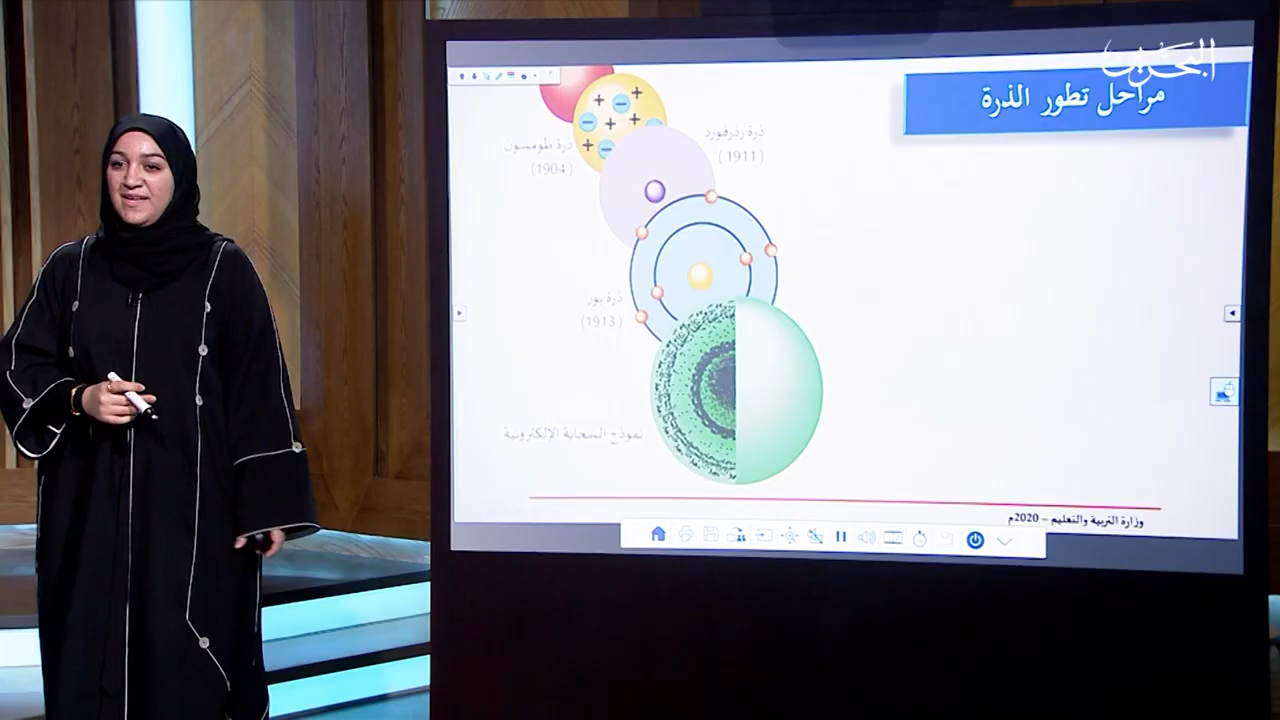 البحرين
مراحل تطور الذرة
ذرة طومسون
(1904)
ذرة رذرفورد
(1911)
ذرة بور
(1913)
نموذج السحابة الإلكترونية
وزارة التربية والتعليم – 2020م